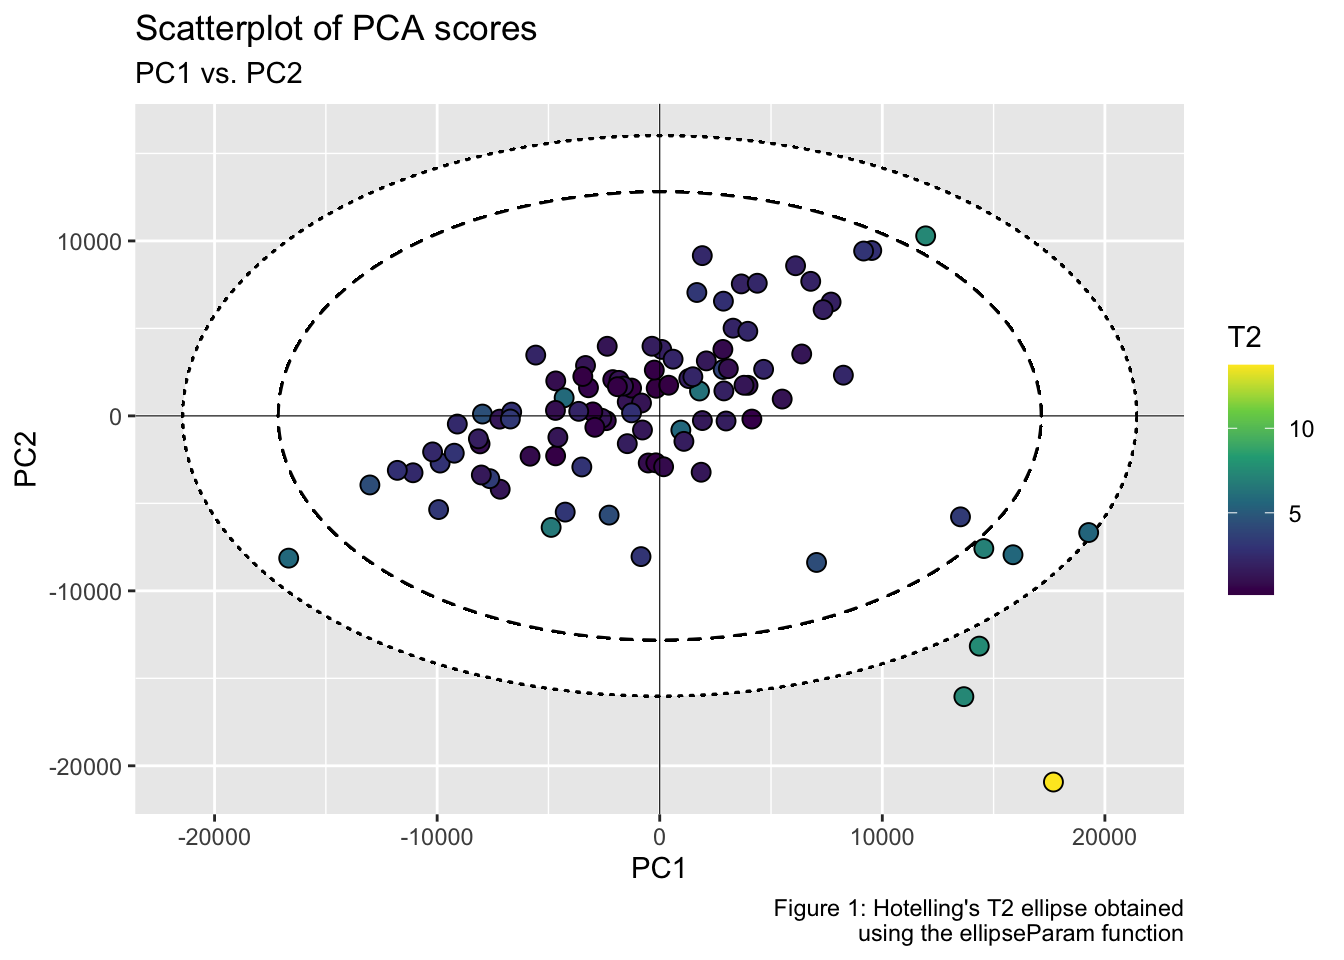 Scatterplot of PCA scores
PC1 vs. PC2
T2
10
5
10000
0
-10000
-20000
PC2
-20000
-10000
0
10000
20000
PC1
Figure 1: Hotelling's T2 ellipse obtained
using the ellipseParam function